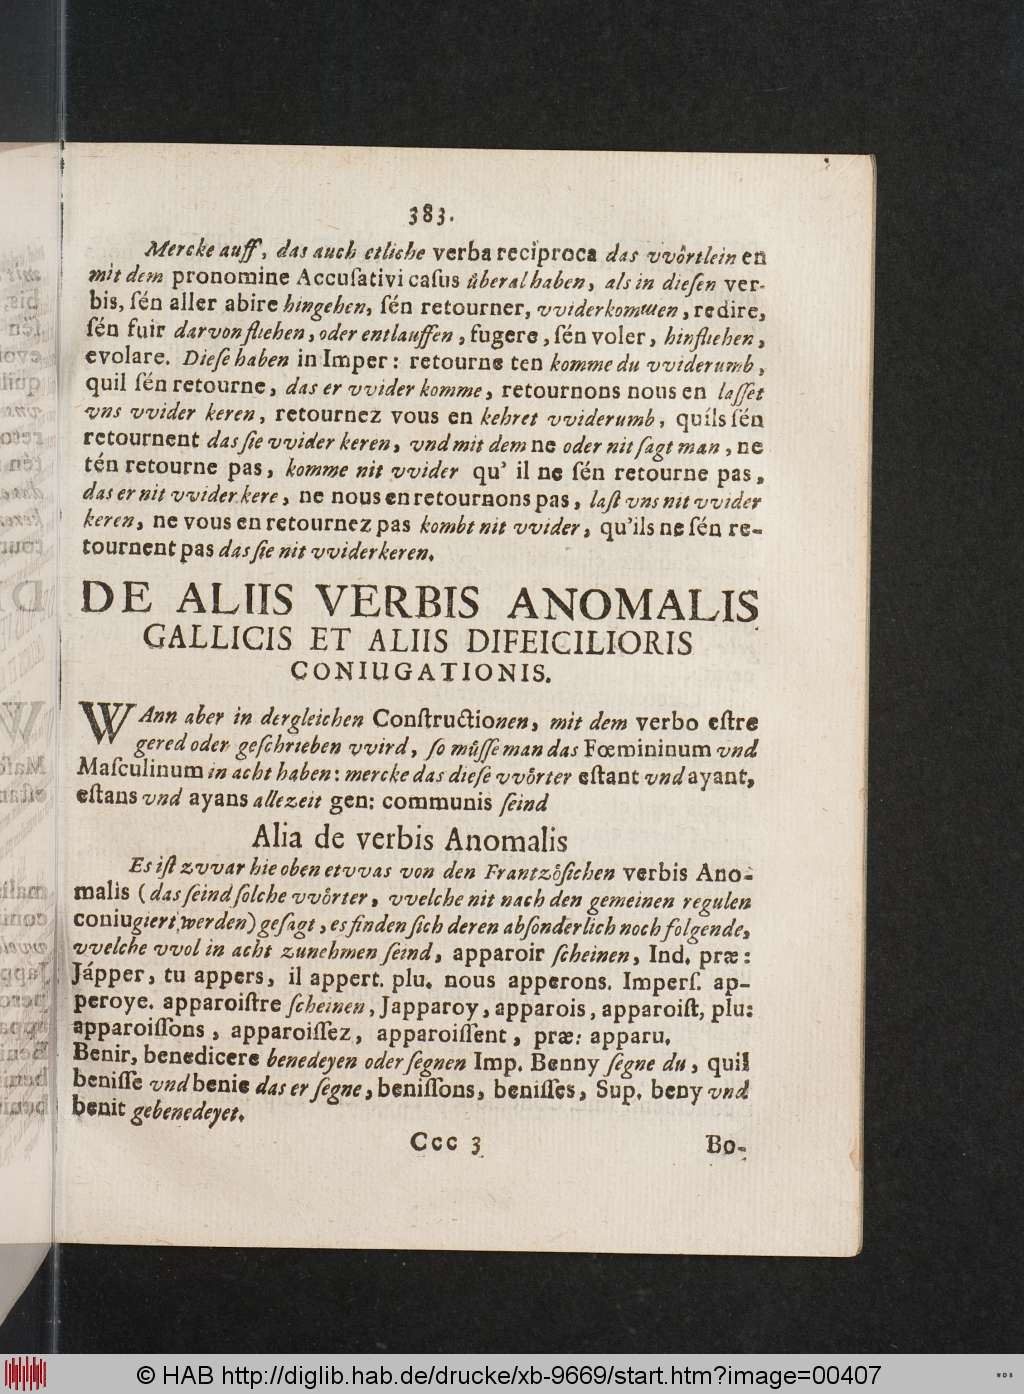 383.
Mercke auff, das auch etliche verba reciproca das vvörtlein en
mit dem pronomine Accuſativi caſus überal haben, als in dieſen ver-
bis, ſén aller abire hingehen, ſén retourner, vviderkommen, redire,
ſén fuir darvon fliehen, oder entlauffen, fugere, ſén voler, hinfliehen,
evolare. Dieſe haben in Imper: retourne ten komme du vviderumb,
quil ſén retourne, das er vvider komme, retournons nous en laſſet
vns vvider keren, retournez vous en kehret vviderumb, quíls ſén
retournent das ſie vvider keren, vnd mit dem ne oder nit ſagt man, ne
tén retourne pas, komme nit vvider qu' il ne ſén retourne pas,
das er nit vvider kere, ne nous en retournons pas, laſt vns nit vvider
keren, ne vous en retournez pas kombt nit vvider, qu'ils ne ſén re-
tournent pas das ſie nit vvider keren.
DE ALIIS VERBIS ANOMALIS
GALLICIS ET ALIIS DIFEICILIORIS
CONIUGATIONIS.
WAnn aber in dergleichen Conſtructionen, mit dem verbo eſtre
gered oder geſchrieben vvird, ſo müſſe man das Fœmininum vnd
Maſculinum in acht haben: mercke das dieſe vvörter eſtant vnd ayant,
eſtans vnd ayans allezeit gen: communis ſeind
Alia de verbis Anomalis
Es iſt zvvar hie oben etvvas von den Frantzöſichen verbis Ano-
malis (das ſeind ſolche vvörter, vvelche nit nach den gemeinen regulen
coniugiert werden) geſagt, es finden ſich deren abſonderlich noch folgende,
vvelche vvol in acht zunehmen ſeind, apparoir ſcheinen, Ind. præ:
Jápper, tu appers, il appert. plu. nous apperons. Imperſ. ap-
peroye. apparoiſtre ſcheinen, Japparoy, apparois, apparoiſt, plu:
apparoiſſons, apparoiſſez, apparoiſſent, præ: apparu.
Benir, benedicere benedeyen oder ſegnen Imp. Benny ſegne du, quil
beniſſe vnd benie das er ſegne, beniſſons, beniſſes, Sup. beny vnd
benit gebenedeyet.
Ccc 3 Bo-
© HAB http://diglib.hab.de/drucke/xb-9669/start.htm?image=00407